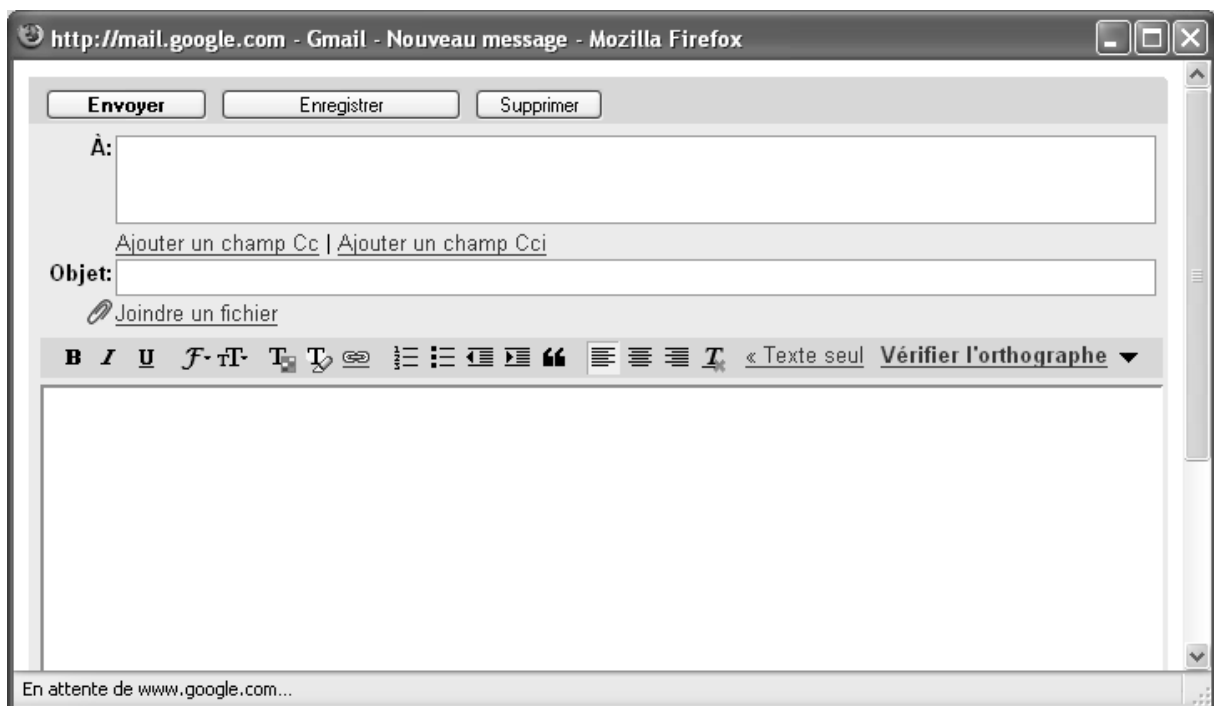 http://mail.google.com - Gmail - Nouveau message - Mozilla Firefox
Envoyer Enregistrer Supprimer
À:
Ajouter un champ Cc | Ajouter un champ Cci
Objet:
Joindre un fichier
B I U « Texte seul Vérifier l'orthographe
En attente de www.google.com...